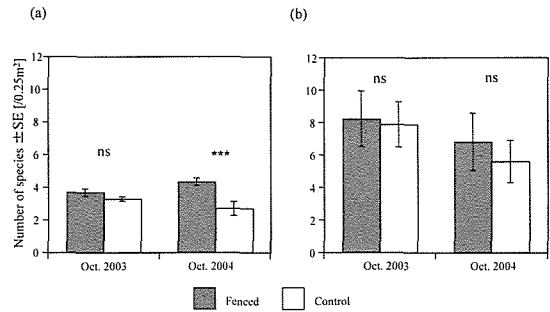 (a)
(b)
Number of species ±SE [/0.25m²]
12
10
8
6
4
2
0
ns
***
Oct. 2003
Oct. 2004
12
10
8
6
4
2
0
ns
ns
Oct. 2003
Oct. 2004
Fenced
Control